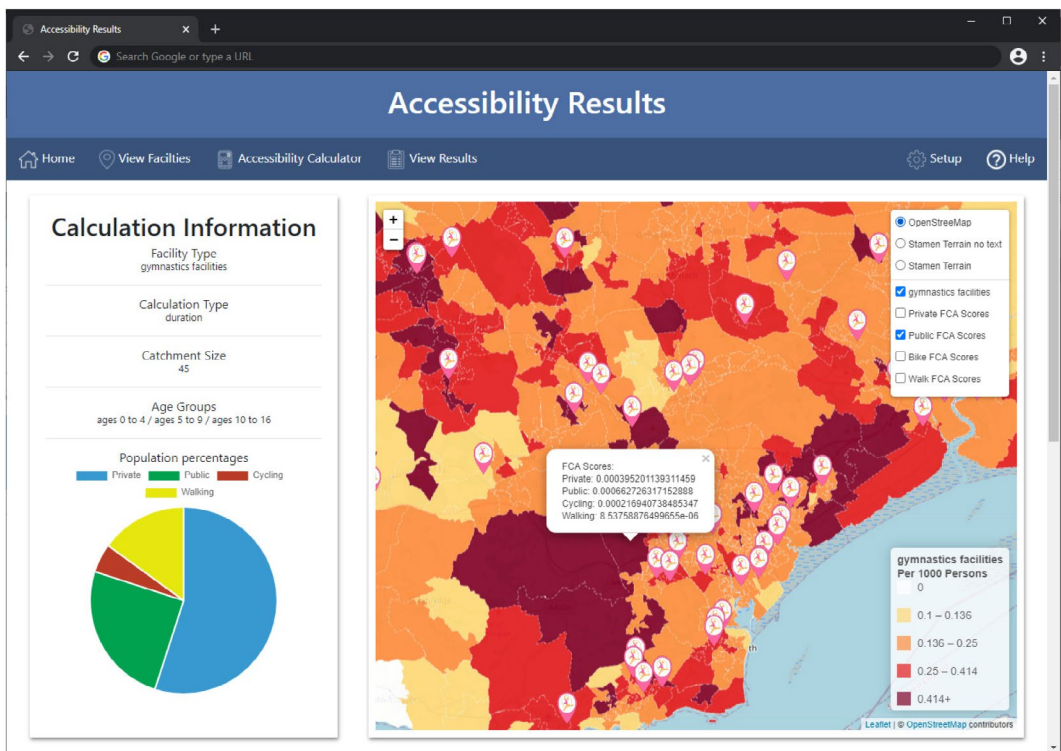 Accessibility Results
Search Google or type a URL
Accessibility Results
Home
View Facilties
Accessibility Calculator
View Results
Setup
Help
Calculation Information
Facility Type
gymnastics facilities
Calculation Type
duration
Catchment Size
45
Age Groups
ages 0 to 4 / ages 5 to 9 / ages 10 to 16
Population percentages
Private Public Cycling
Walking
+
−
OpenStreeMap
Stamen Terrain no text
Stamen Terrain
gymnastics facilities
Private FCA Scores
Public FCA Scores
Bike FCA Scores
Walk FCA Scores
FCA Scores:
Private: 0.000395201139311459
Public: 0.000662726317152888
Cycling: 0.000216940738485347
Walking: 8.53758876499655e-06
th
gymnastics facilities
Per 1000 Persons
0
0.1 – 0.136
0.136 – 0.25
0.25 – 0.414
0.414+
Leaflet | © OpenStreetMap contributors